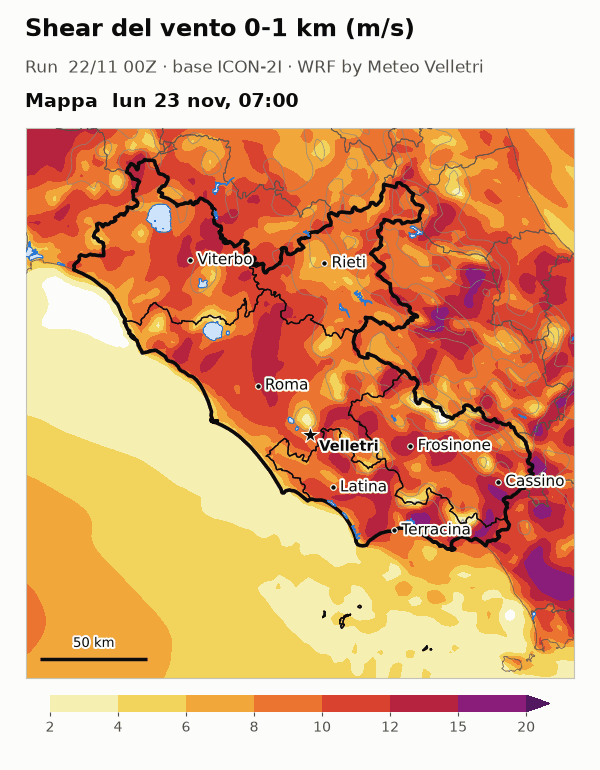 Shear del vento 0-1 km (m/s)
Run 22/11 00Z · base ICON-2I · WRF by Meteo Velletri
Mappa lun 23 nov, 07:00
Viterbo
Rieti
Roma
Velletri
Frosinone
Cassino
Latina
Terracina
50 km
2 4 6 8 10 12 15 20